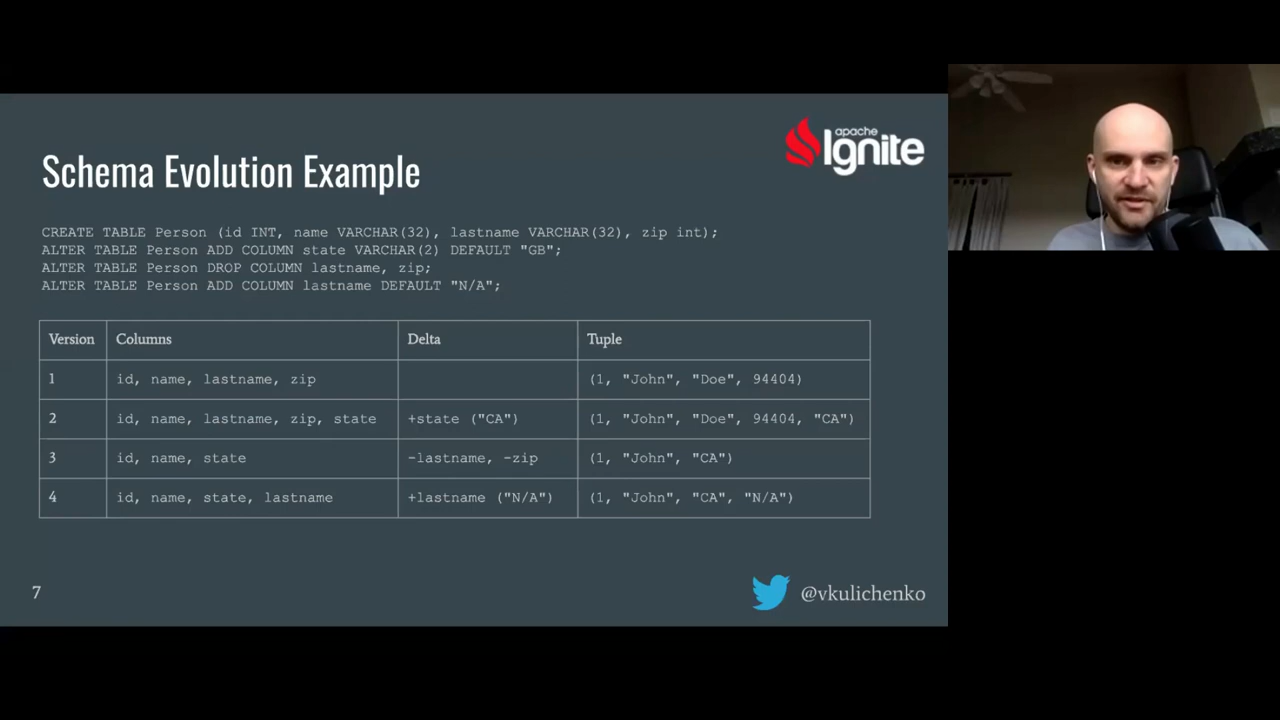 apache
Ignite
Schema Evolution Example
CREATE TABLE Person (id INT, name VARCHAR(32), lastname VARCHAR(32), zip int);
ALTER TABLE Person ADD COLUMN state VARCHAR(2) DEFAULT "GB";
ALTER TABLE Person DROP COLUMN lastname, zip;
ALTER TABLE Person ADD COLUMN lastname DEFAULT "N/A";
Version Columns Delta Tuple
1 id, name, lastname, zip (1, "John", "Doe", 94404)
2 id, name, lastname, zip, state +state ("CA") (1, "John", "Doe", 94404, "CA")
3 id, name, state -lastname, -zip (1, "John", "CA")
4 id, name, state, lastname +lastname ("N/A") (1, "John", "CA", "N/A")
7 @vkulichenko